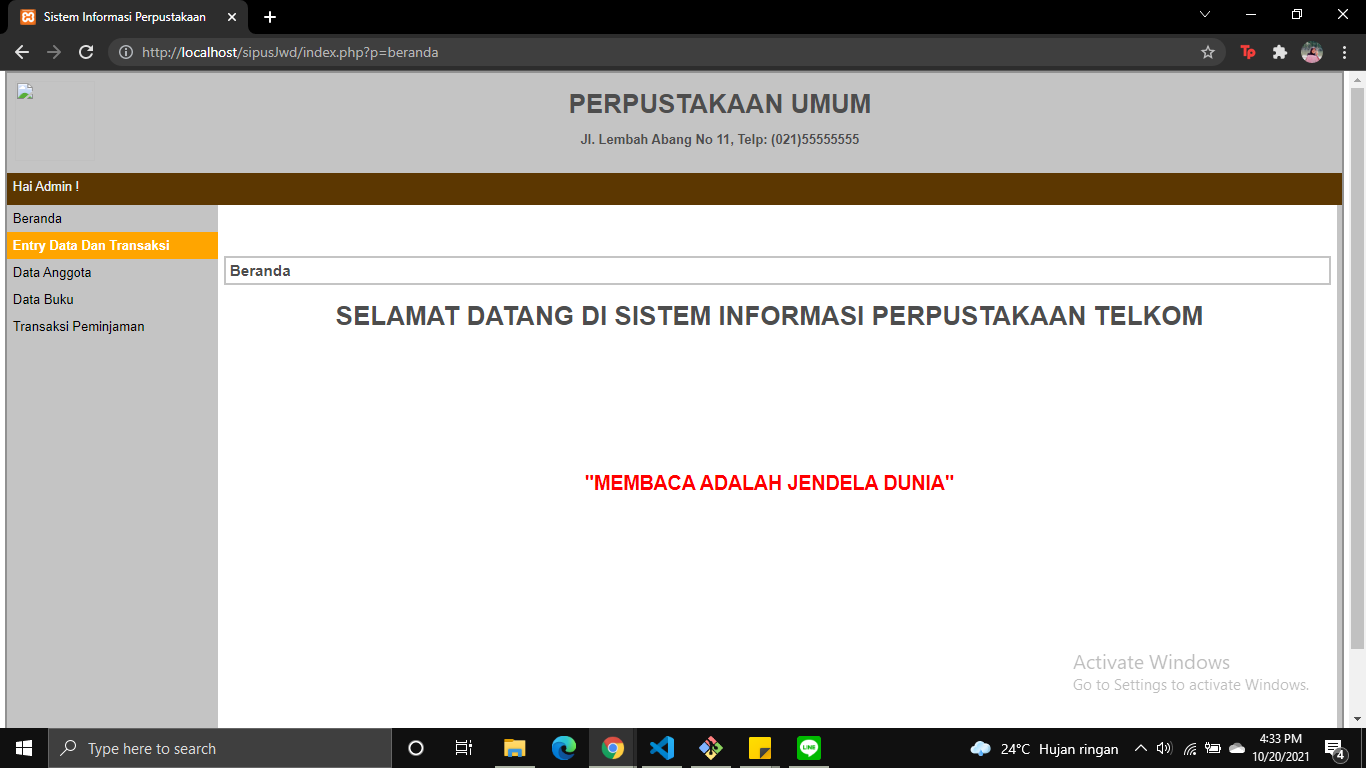 Sistem Informasi Perpustakaan
http://localhost/sipusJwd/index.php?p=beranda
Tp
PERPUSTAKAAN UMUM
Jl. Lembah Abang No 11, Telp: (021)55555555
Hai Admin !
Beranda
Entry Data Dan Transaksi
Data Anggota
Data Buku
Transaksi Peminjaman
Beranda
SELAMAT DATANG DI SISTEM INFORMASI PERPUSTAKAAN TELKOM
"MEMBACA ADALAH JENDELA DUNIA"
Activate Windows
Go to Settings to activate Windows.
Type here to search
LINE
24°C Hujan ringan
4:33 PM
10/20/2021
4